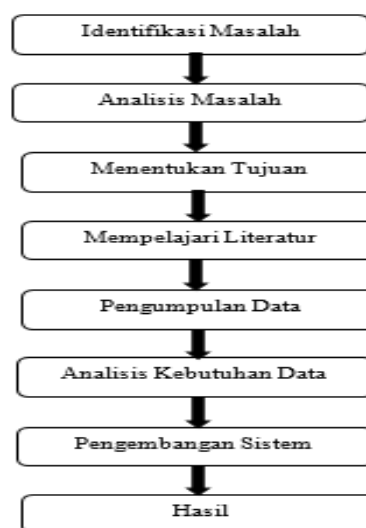 Identifikasi Masalah
Analisis Masalah
Menentukan Tujuan
Mempelajari Literatur
Pengumpulan Data
Analisis Kebutuhan Data
Pengembangan Sistem
Hasil